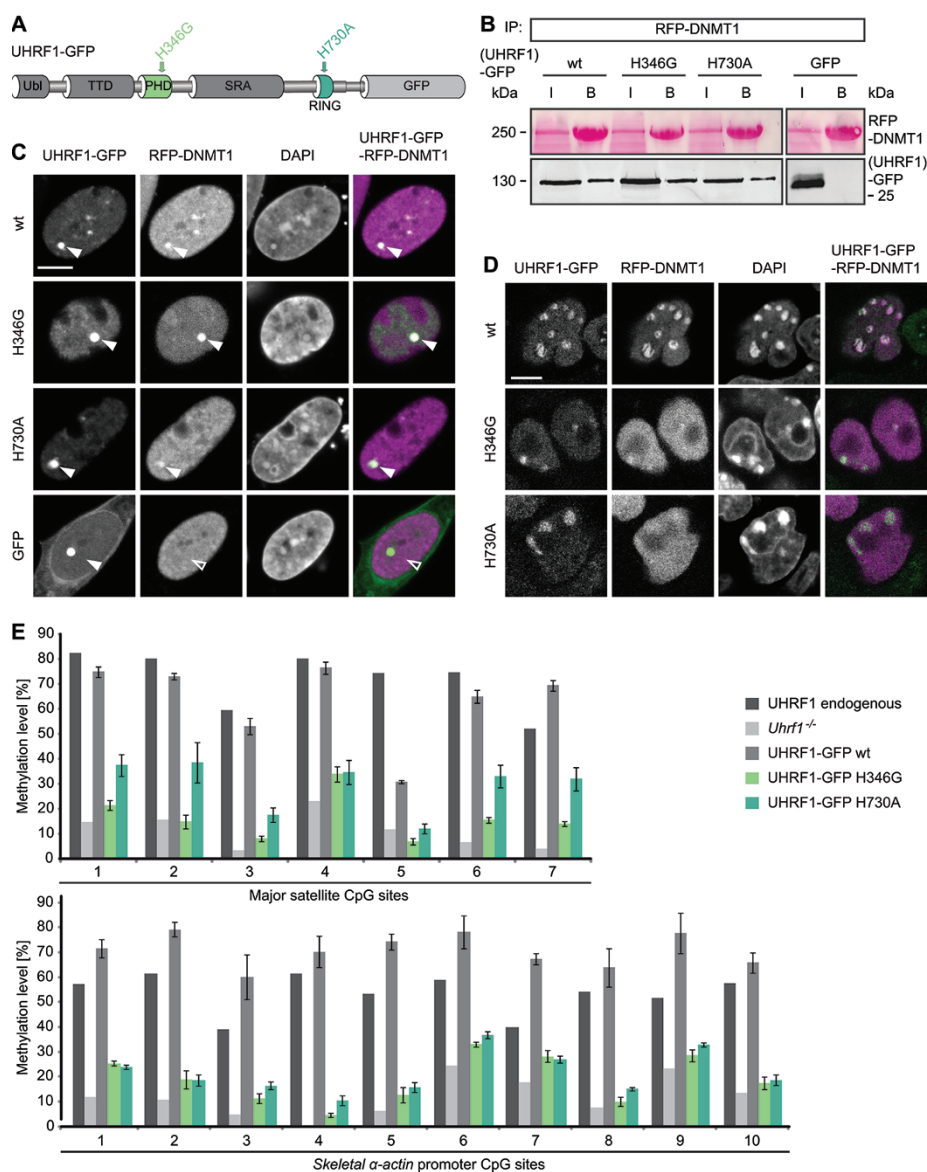 A
UHRF1-GFP
H346G
H730A
Ubl
TTD
PHD
SRA
RING
GFP
B
IP:
RFP-DNMT1
(UHRF1)
-GFP
wt
H346G
H730A
GFP
kDa
I B I B I B I B
kDa
250
RFP
-DNMT1
130
(UHRF1)
-GFP
- 25
C
UHRF1-GFP
RFP-DNMT1
DAPI
UHRF1-GFP
-RFP-DNMT1
wt
H346G
H730A
GFP
D
UHRF1-GFP
RFP-DNMT1
DAPI
UHRF1-GFP
-RFP-DNMT1
wt
H346G
H730A
E
Methylation level [%]
90
80
70
60
50
40
30
20
10
0
1 2 3 4 5 6 7
Major satellite CpG sites
UHRF1 endogenous
Uhrf1-/-
UHRF1-GFP wt
UHRF1-GFP H346G
UHRF1-GFP H730A
Methylation level [%]
90
80
70
60
50
40
30
20
10
0
1 2 3 4 5 6 7 8 9 10
Skeletal α-actin promoter CpG sites